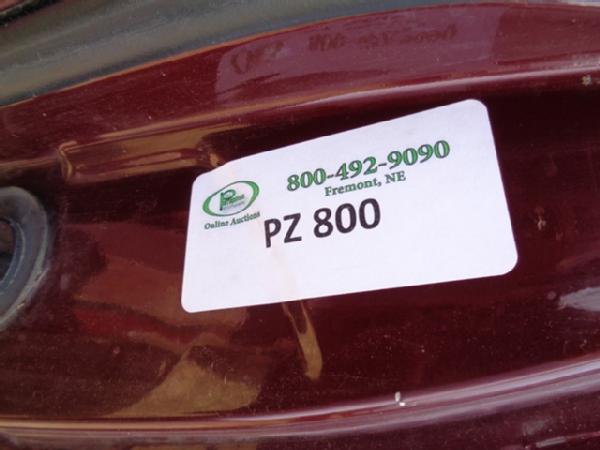 800-492-9090
Fremont, NE
Online Auctions
PZ 800